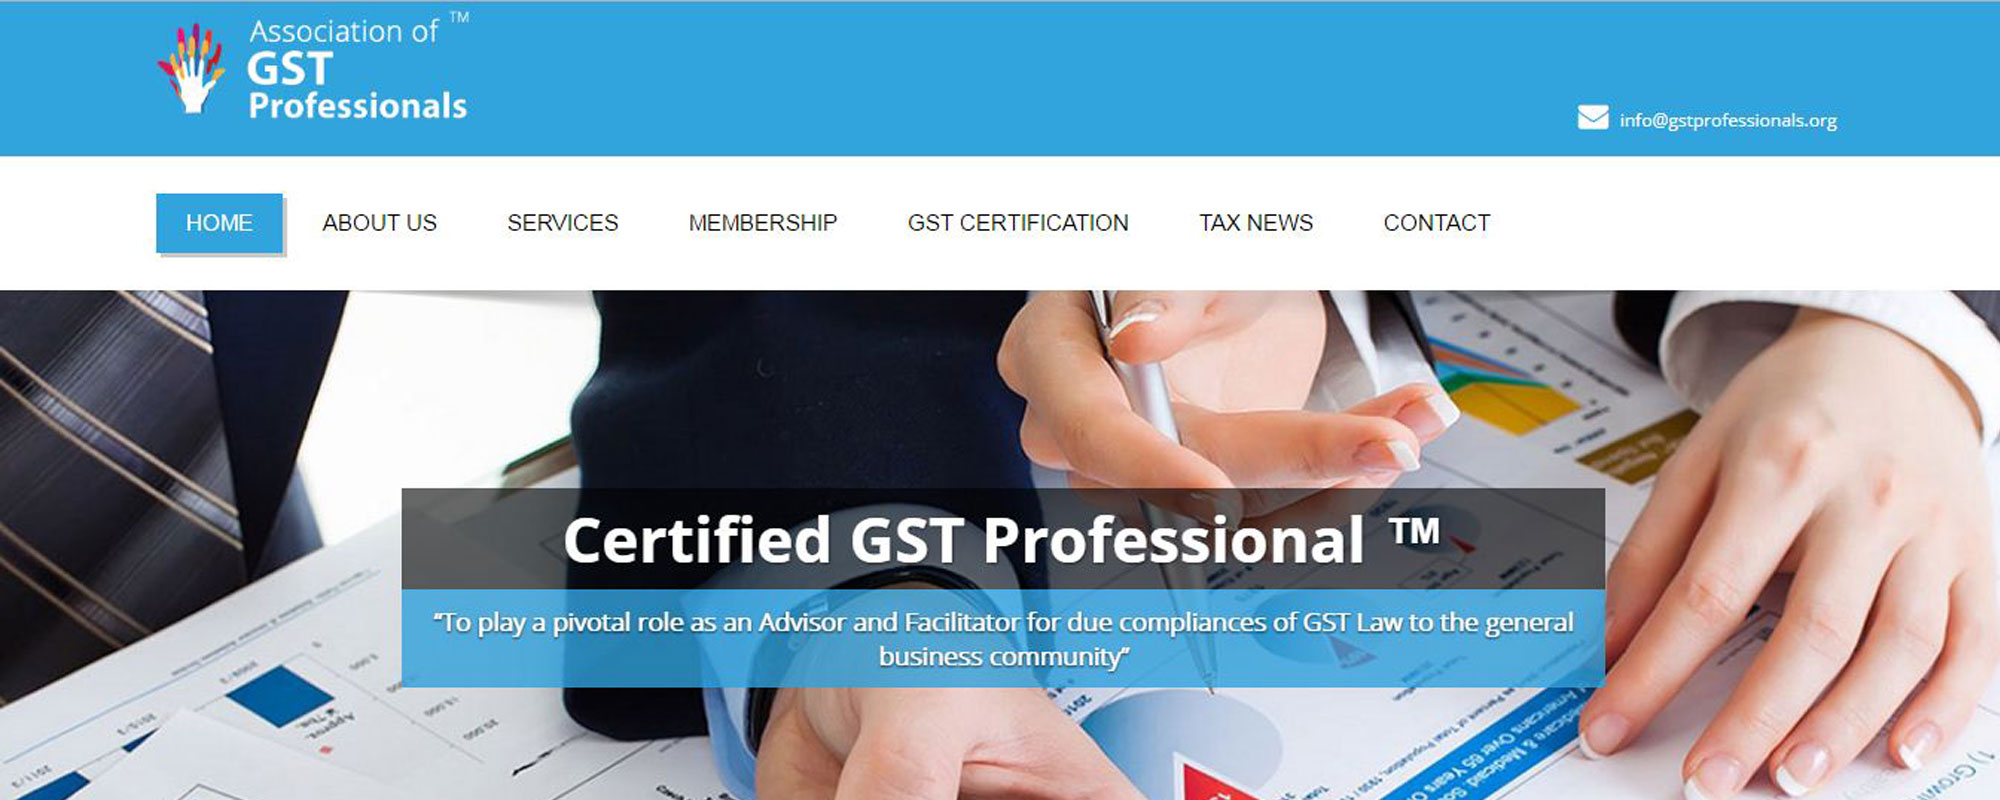 Association of ™
GST
Professionals
info@gstprofessionals.org
HOME ABOUT US SERVICES MEMBERSHIP GST CERTIFICATION TAX NEWS CONTACT
Certified GST Professional ™
“To play a pivotal role as an Advisor and Facilitator for due compliances of GST Law to the general
business community”